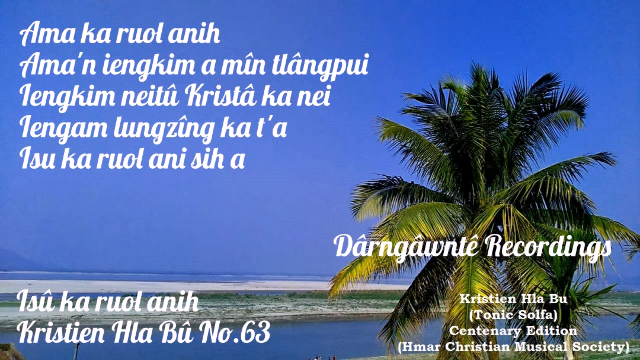 Ama ka ruol anih
Ama'n iengkim a mîn tlângpui
Iengkim neitû Kristâ ka nei
Iengam lungzîng ka t'a
Isu ka ruol ani sih a
Dârngâwntê Recordings
Isû ka ruol anih
Kristien Hla Bû No.63
Kristien Hla Bu
(Tonic Solfa)
Centenary Edition
(Hmar Christian Musical Society)